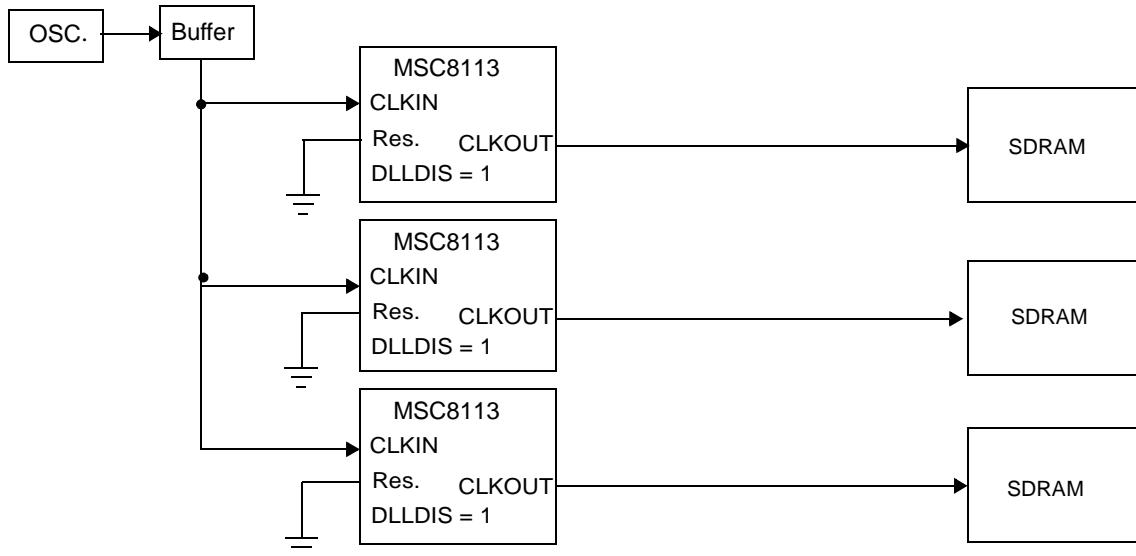 OSC.
Buffer
MSC8113
CLKIN
Res.
CLKOUT
DLLDIS = 1
SDRAM
MSC8113
CLKIN
Res.
CLKOUT
DLLDIS = 1
SDRAM
MSC8113
CLKIN
Res.
CLKOUT
DLLDIS = 1
SDRAM